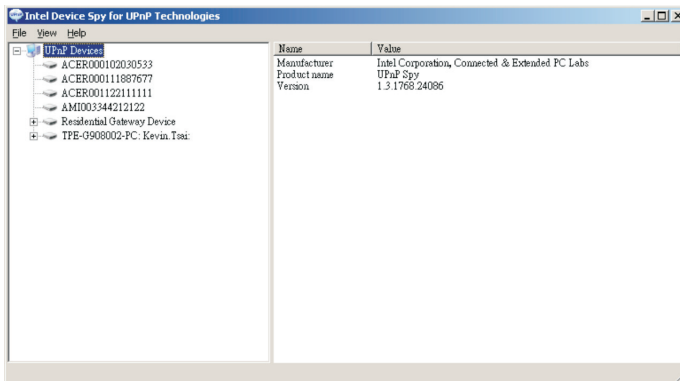 Intel Device Spy for UPnP Technologies
File View Help
UPnP Devices
ACER000102030533
ACER000111887677
ACER001122111111
AMI003344212122
Residential Gateway Device
TPE-G908002-PC: Kevin.Tsai:
Name Value
Manufacturer Intel Corporation, Connected & Extended PC Labs
Product name UPnP Spy
Version 1.3.1768.24086